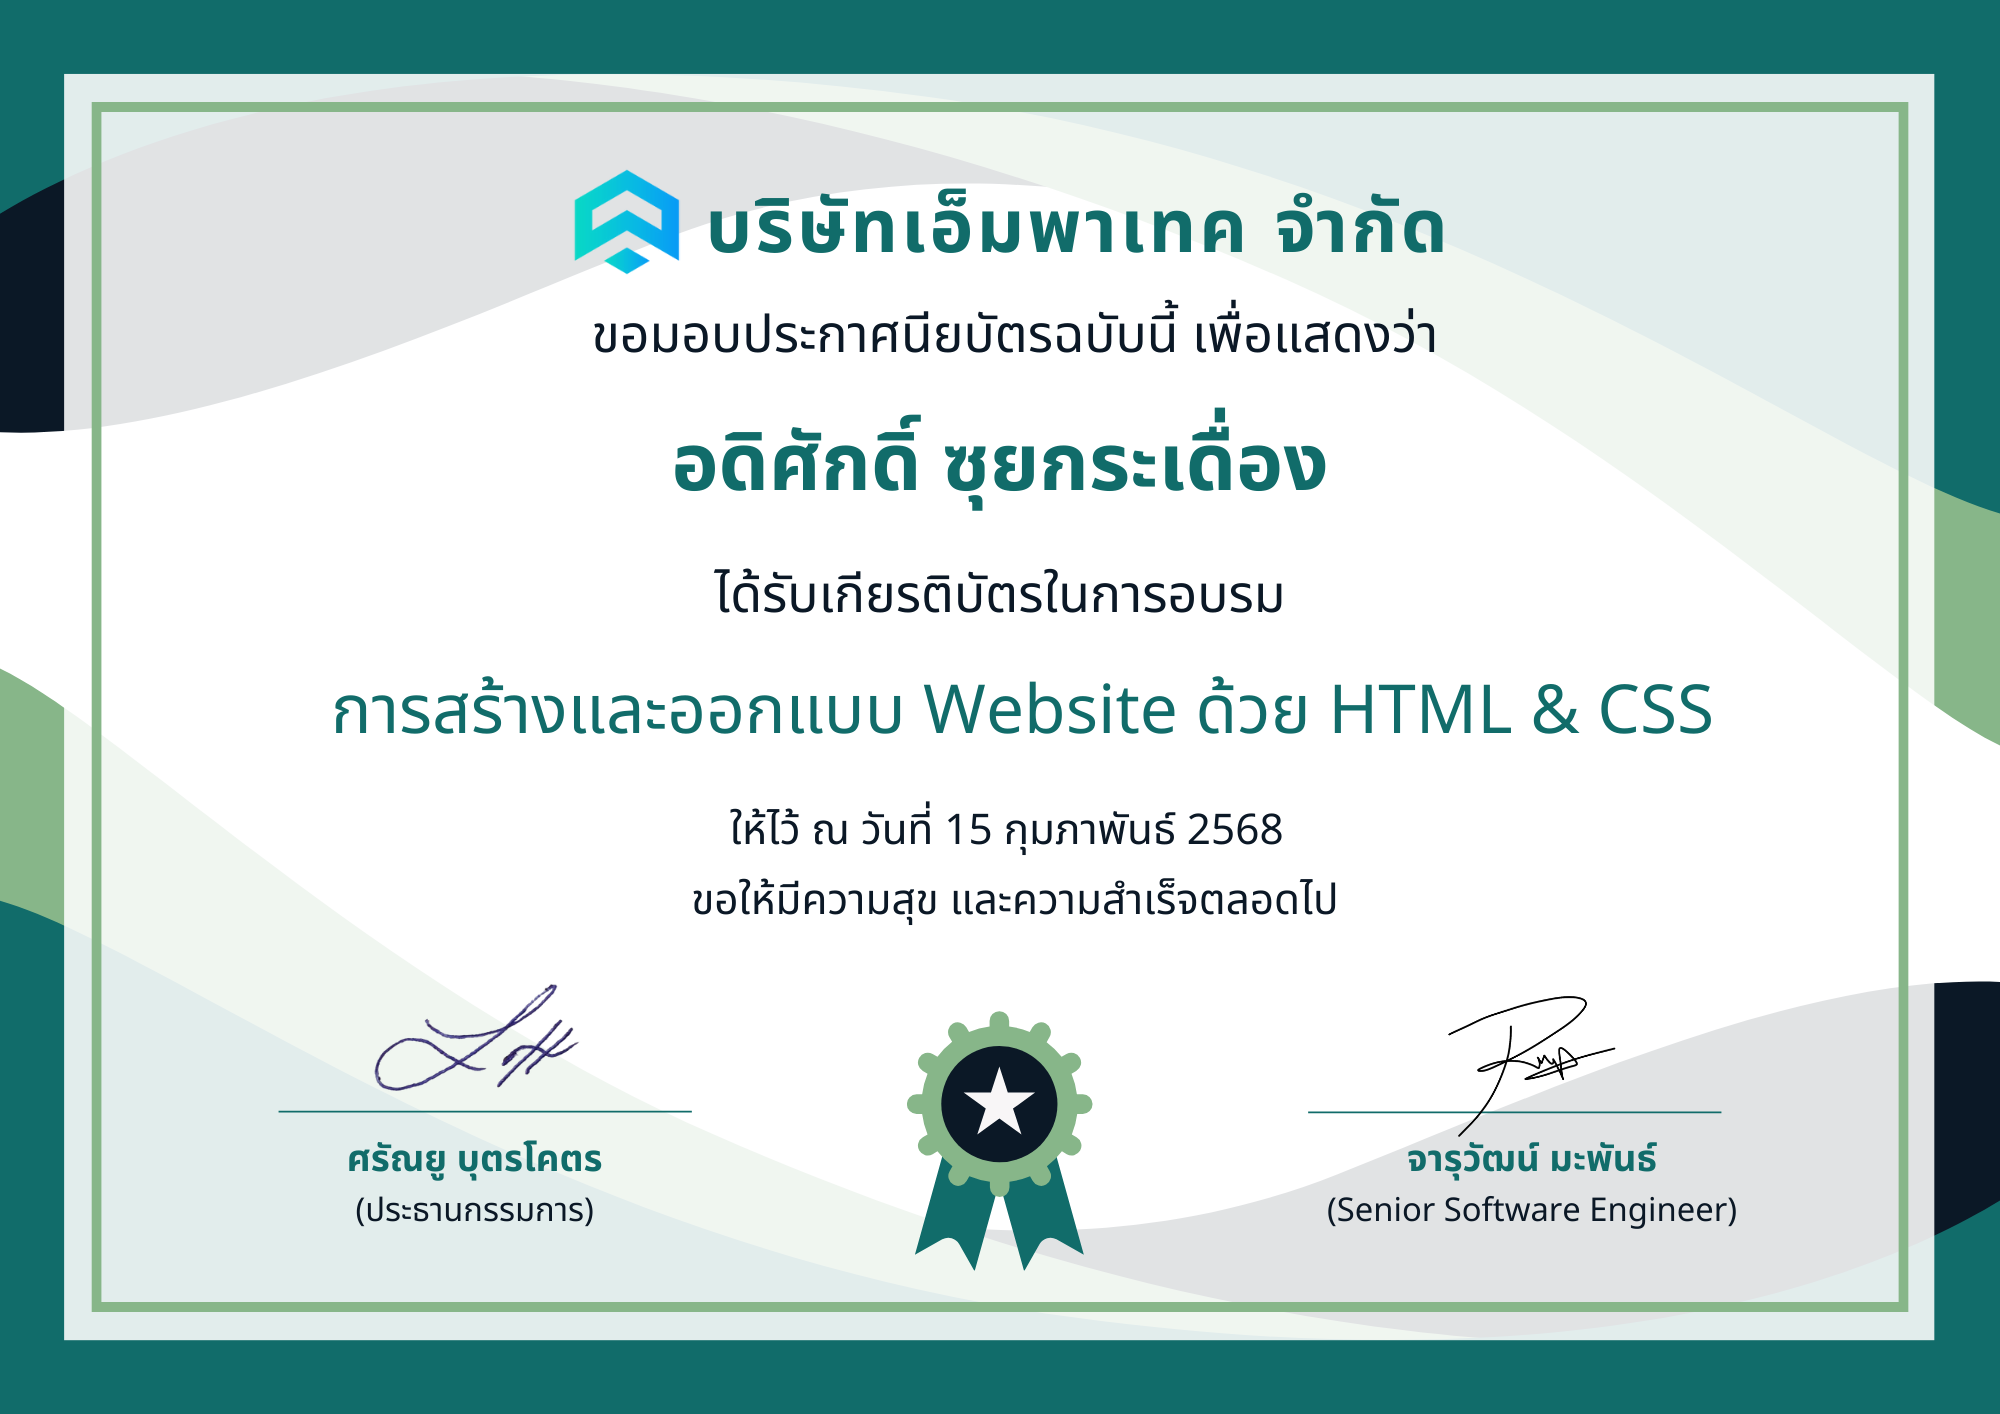 บริษัทเอ็มพาเทค จำกัด
ขอมอบประกาศนียบัตรฉบับนี้ เพื่อแสดงว่า
อดิศักดิ์ ซุยกระเดื่อง
ได้รับเกียรติบัตรในการอบรม
การสร้างและออกแบบ Website ด้วย HTML & CSS
ให้ไว้ ณ วันที่ 15 กุมภาพันธ์ 2568
ขอให้มีความสุข และความสำเร็จตลอดไป
ศรัณยู บุตรโคตร
(ประธานกรรมการ)
จารุวัฒน์ มะพันธ์
(Senior Software Engineer)